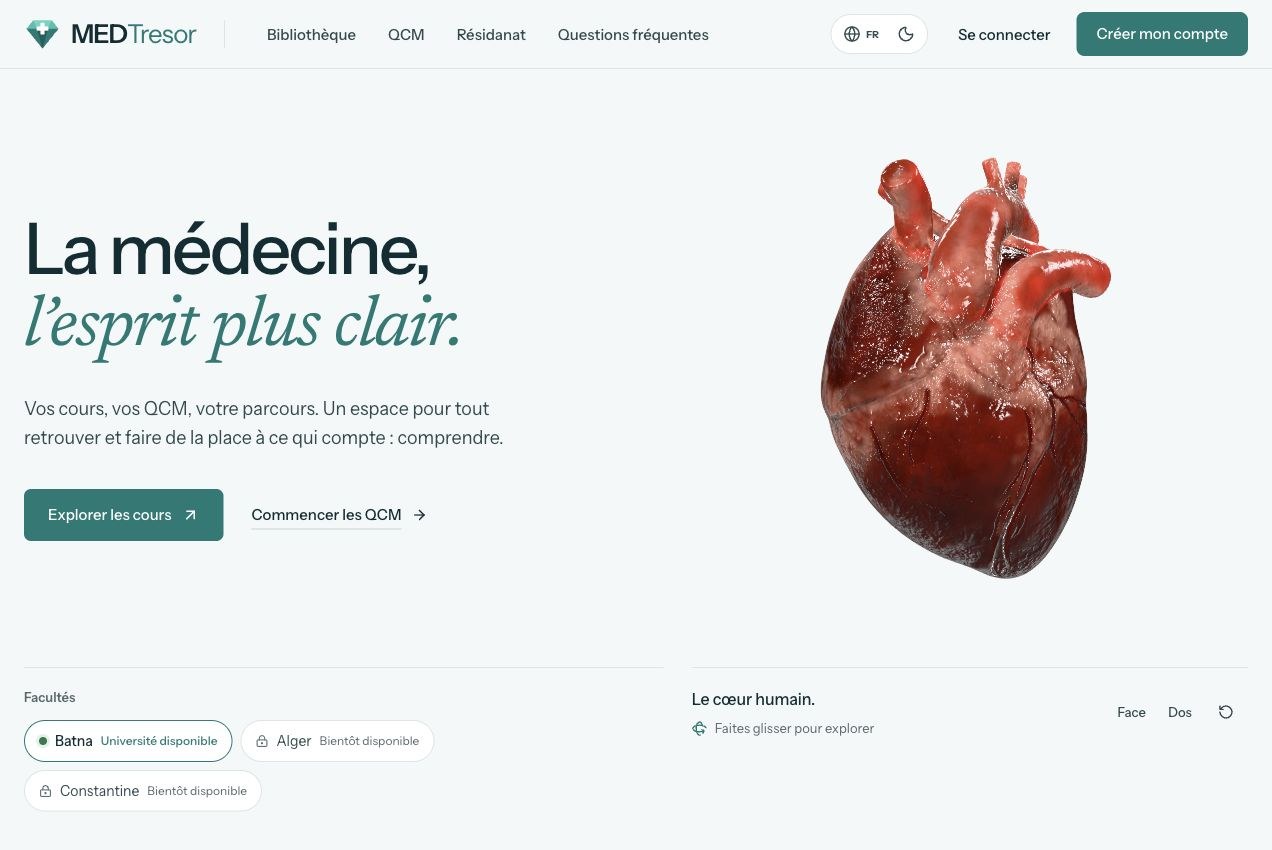 MEDTresor
Bibliothèque
QCM
Résidanat
Questions fréquentes
FR
Se connecter
Créer mon compte
La médecine,
l’esprit plus clair.
Vos cours, vos QCM, votre parcours. Un espace pour tout
retrouver et faire de la place à ce qui compte : comprendre.
Explorer les cours
Commencer les QCM
Facultés
Batna Université disponible
Alger Bientôt disponible
Constantine Bientôt disponible
Le cœur humain.
Faites glisser pour explorer
Face
Dos